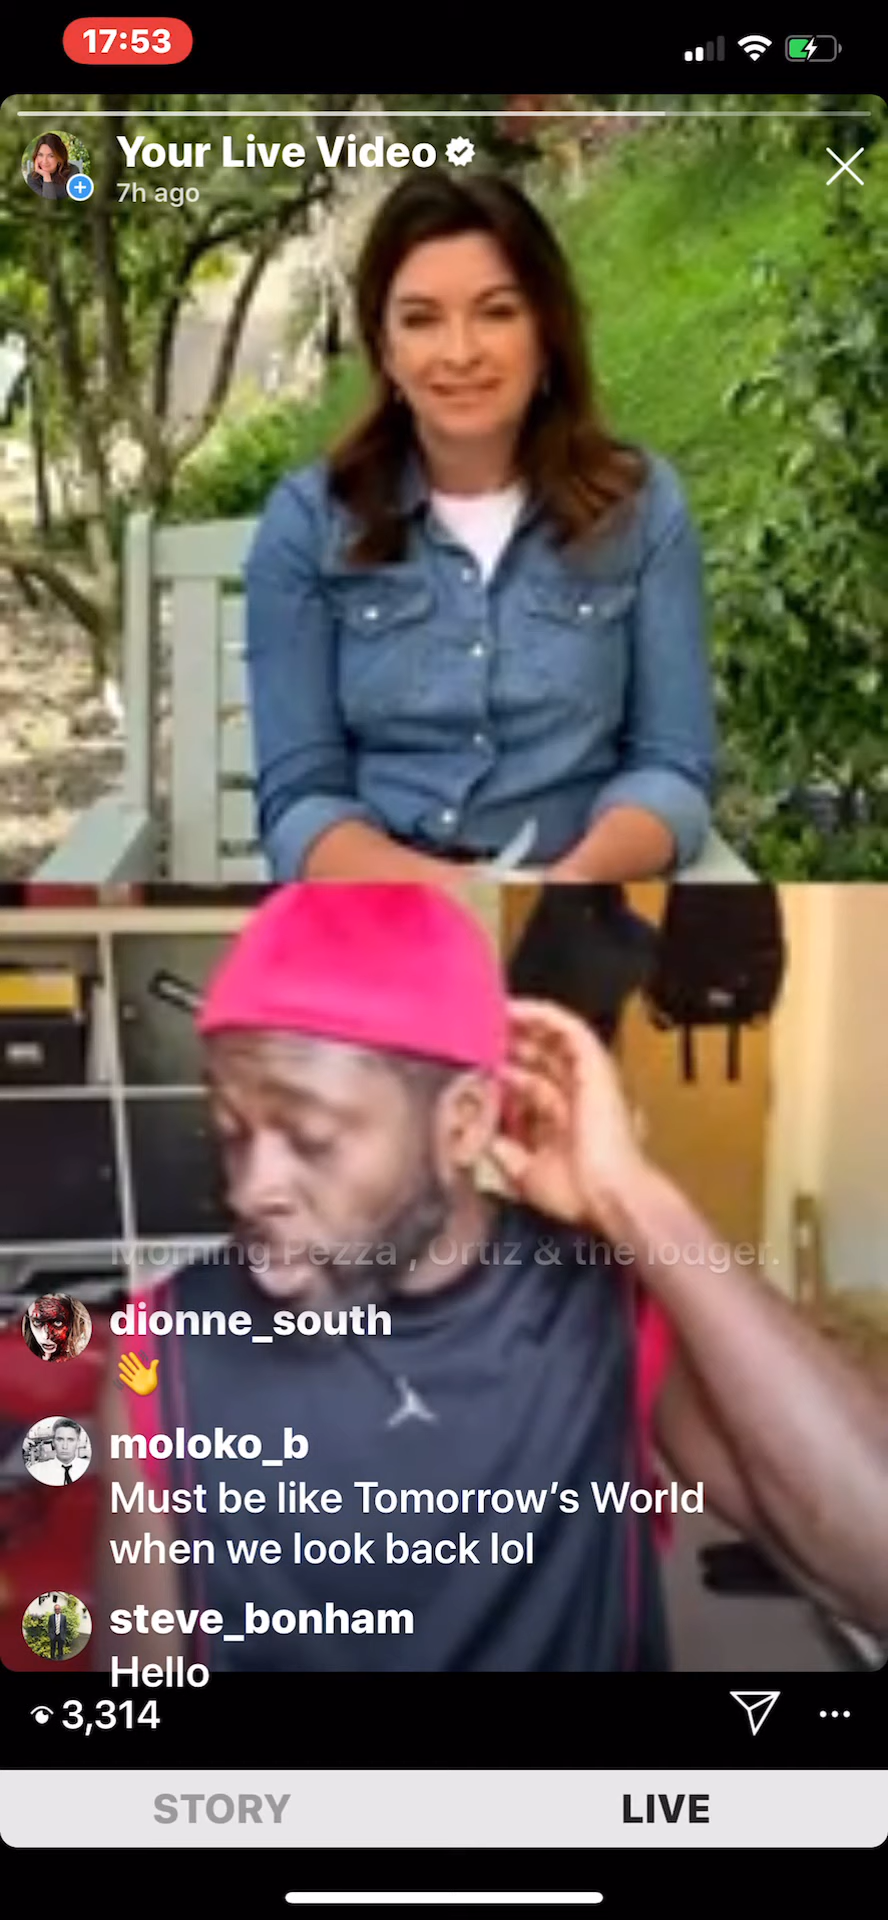 17:53
Your Live Video
7h ago
Morning Pezza , Ortiz & the lodger.
dionne_south
👋
moloko_b
Must be like Tomorrow's World
when we look back lol
steve_bonham
Hello
3,314
STORY
LIVE